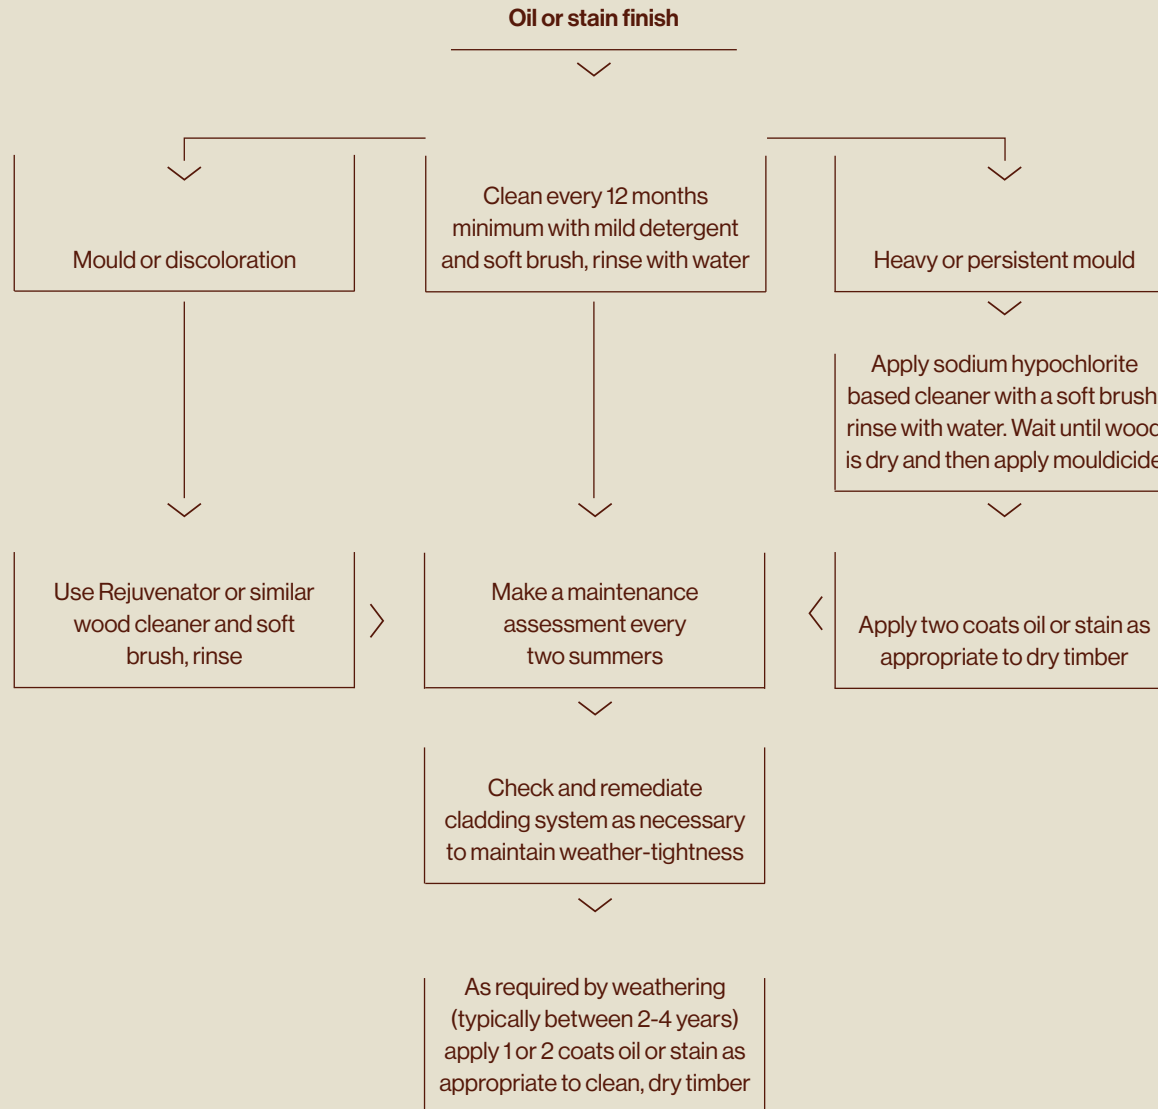 Oil or stain finish
Mould or discoloration
Clean every 12 months
minimum with mild detergent
and soft brush, rinse with water
Heavy or persistent mould
Apply sodium hypochlorite
based cleaner with a soft brush
rinse with water. Wait until wood
is dry and then apply mouldicide
Use Rejuvenator or similar
wood cleaner and soft
brush, rinse
Make a maintenance
assessment every
two summers
Apply two coats oil or stain as
appropriate to dry timber
Check and remediate
cladding system as necessary
to maintain weather-tightness
As required by weathering
(typically between 2-4 years)
apply 1 or 2 coats oil or stain as
appropriate to clean, dry timber